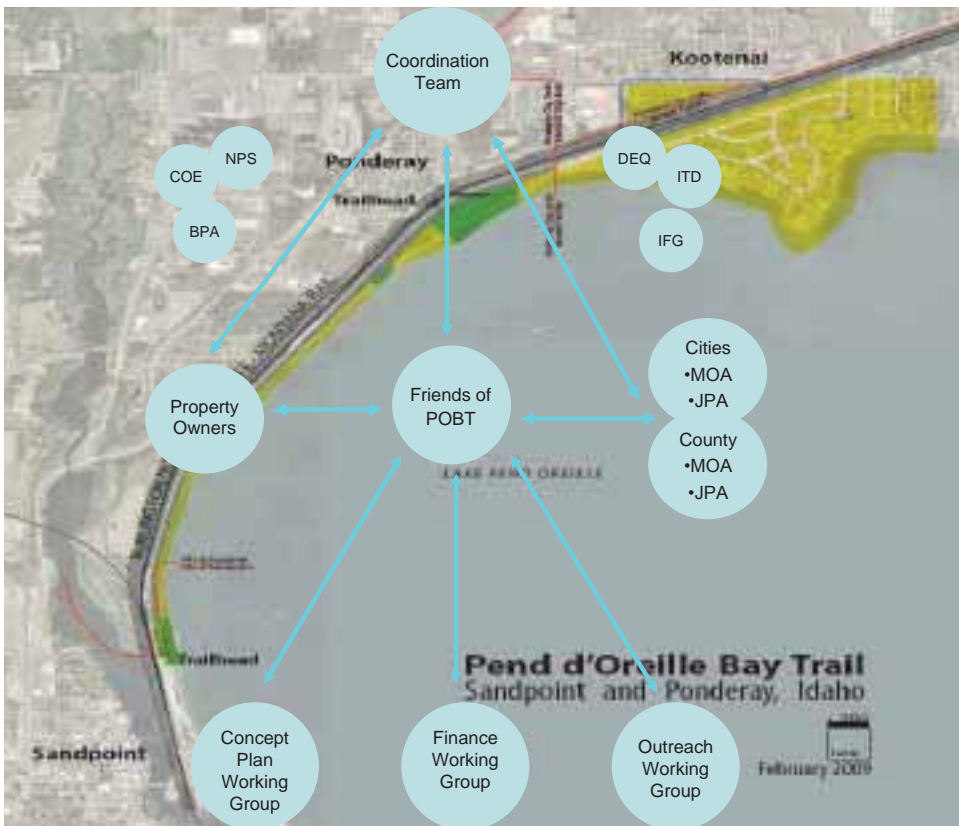 Coordination
Team
Kootenai
NPS
COE
BPA
Ponderay
Trailhead
DEQ
ITD
IFG
Property
Owners
Friends of
POBT
Cities
•MOA
•JPA
County
•MOA
•JPA
LAKE PEND OREILLE
Trailhead
Pend d'Oreille Bay Trail
Sandpoint and Ponderay, Idaho
February 2009
Sandpoint
Concept
Plan
Working
Group
Finance
Working
Group
Outreach
Working
Group